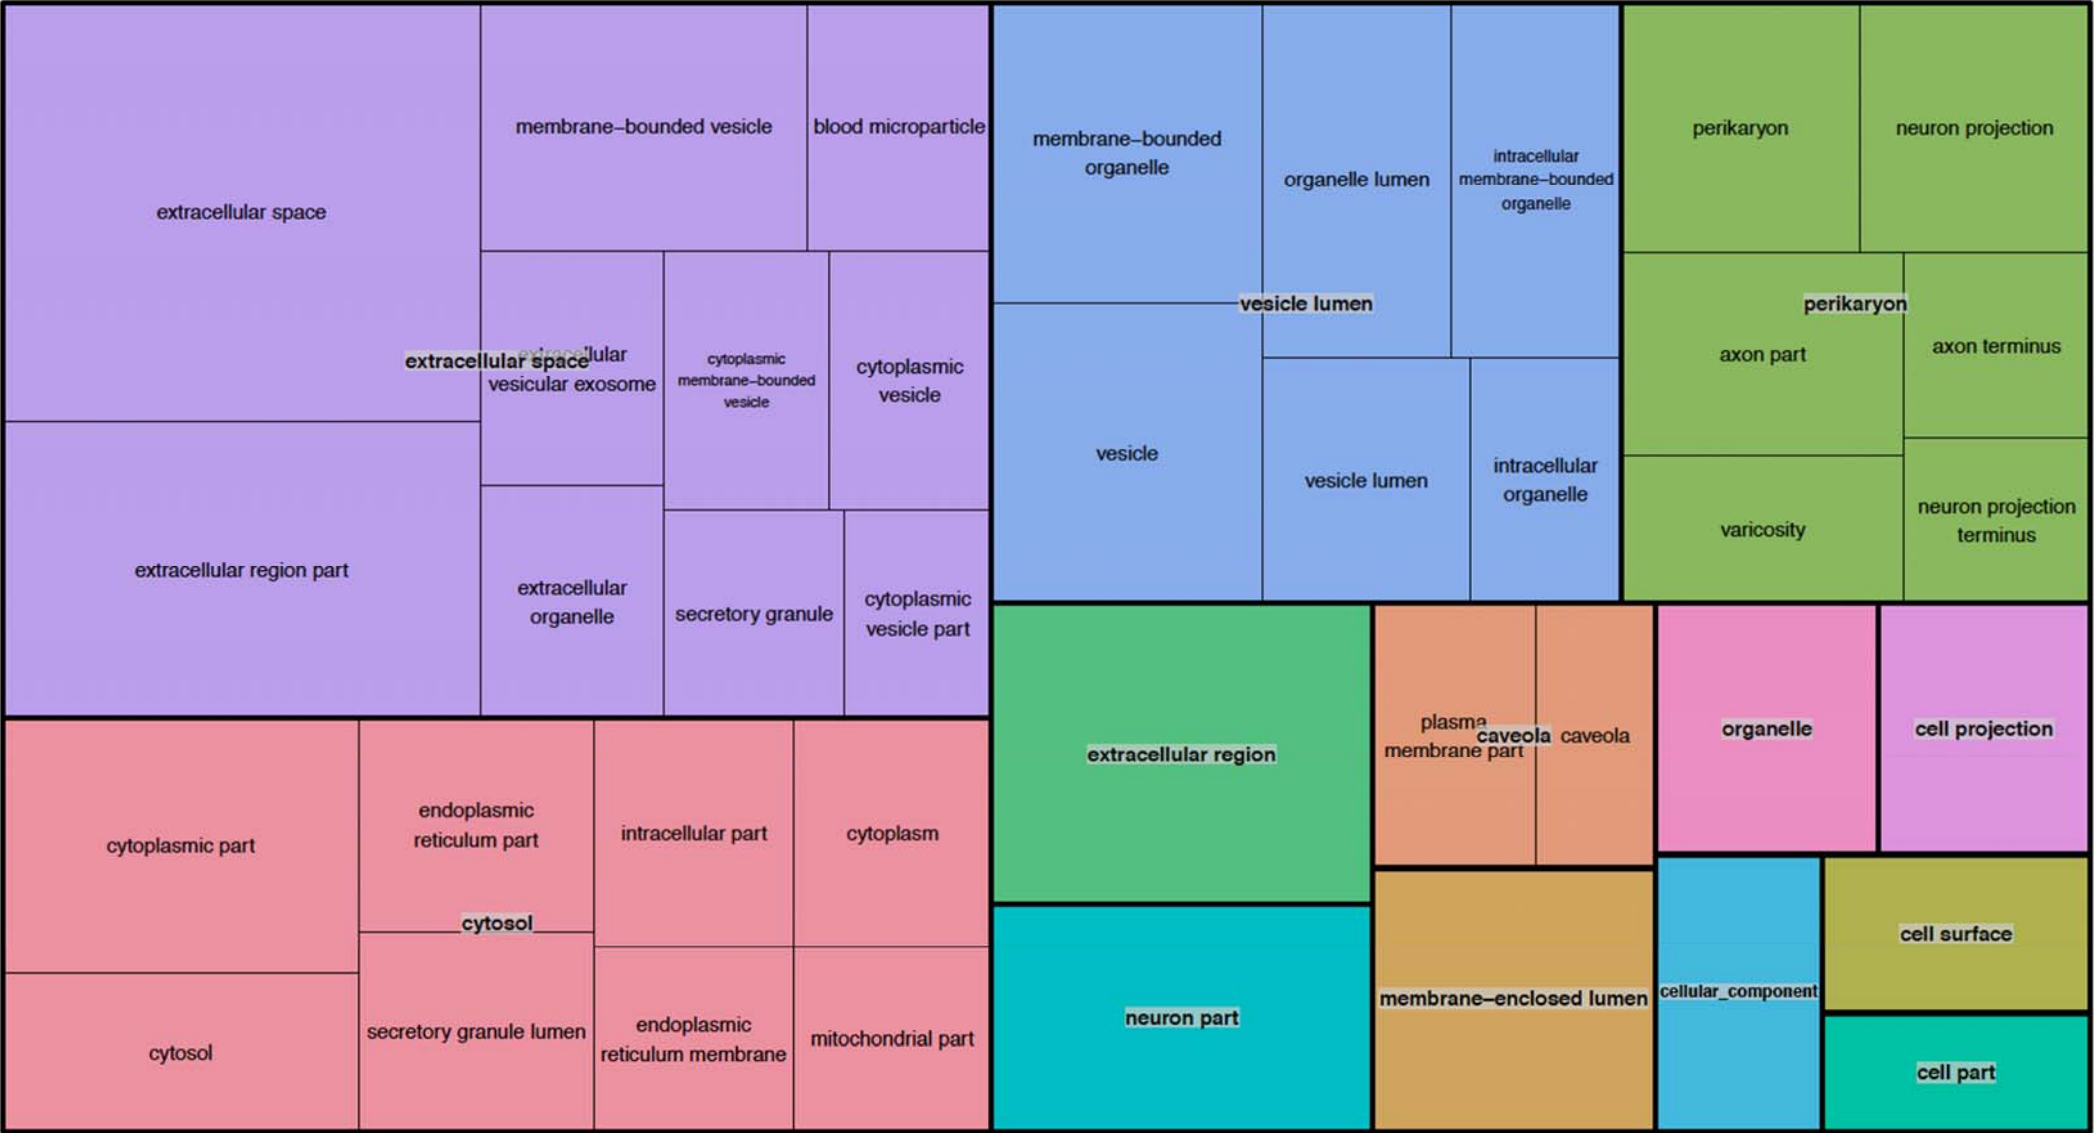 extracellular space
membrane–bounded vesicle
blood microparticle
extracellular
vesicular exosome
cytoplasmic
membrane–bounded
vesicle
cytoplasmic
vesicle
extracellular space
extracellular region part
extracellular
organelle
secretory granule
cytoplasmic
vesicle part
membrane–bounded
organelle
organelle lumen
intracellular
membrane–bounded
organelle
vesicle lumen
vesicle
vesicle lumen
intracellular
organelle
perikaryon
neuron projection
perikaryon
axon part
axon terminus
varicosity
neuron projection
terminus
cytoplasmic part
endoplasmic
reticulum part
intracellular part
cytoplasm
cytosol
cytosol
secretory granule lumen
endoplasmic
reticulum membrane
mitochondrial part
extracellular region
plasma
membrane part
caveola
caveola
organelle
cell projection
neuron part
membrane–enclosed lumen
cellular_component
cell surface
cell part